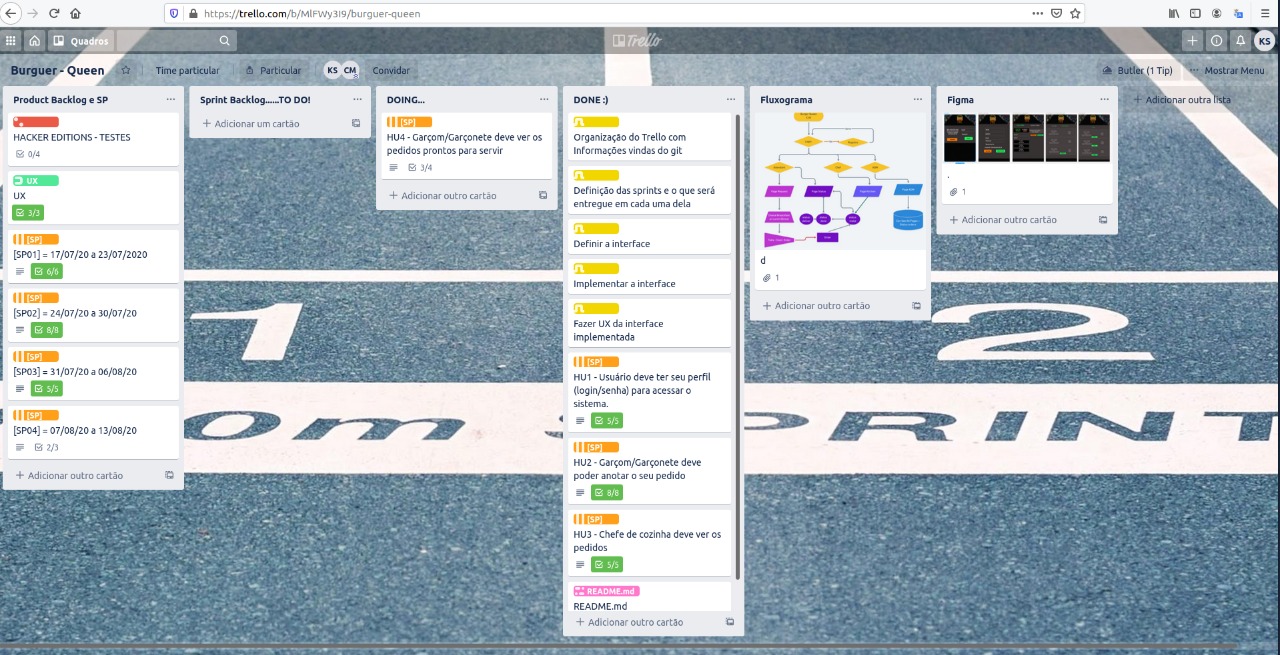 https://trello.com/b/MlFWy3I9/burguer-queen
Quadros
Trello
KS
Burguer - Queen
Time particular
Particular
KS
CM
Convidar
Butler (1 Tip)
Mostrar Menu
Product Backlog e SP
HACKER EDITIONS - TESTES
0/4
UX
UX
3/3
[SP]
[SP01] = 17/07/20 a 23/07/2020
6/6
[SP]
[SP02] = 24/07/20 a 30/07/20
8/8
[SP]
[SP03] = 31/07/20 a 06/08/20
5/5
[SP]
[SP04] = 07/08/20 a 13/08/20
2/3
Adicionar outro cartão
Sprint Backlog......TO DO!
Adicionar um cartão
DOING...
[SP]
HU4 - Garçom/Garçonete deve ver os
pedidos prontos para servir
3/4
Adicionar outro cartão
DONE :)
Organização do Trello com
Informações vindas do git
Definição das sprints e o que será
entregue em cada uma dela
Definir a interface
Implementar a interface
Fazer UX da interface
implementada
[SP]
HU1 - Usuário deve ter seu perfil
(login/senha) para acessar o
sistema.
5/5
[SP]
HU2 - Garçom/Garçonete deve
poder anotar o seu pedido
8/8
[SP]
HU3 - Chefe de cozinha deve ver os
pedidos
5/5
README.md
README.md
Adicionar outro cartão
Fluxograma
d
1
Adicionar outro cartão
Figma
.
1
Adicionar outro cartão
Adicionar outra lista
1
2
om SPRINT